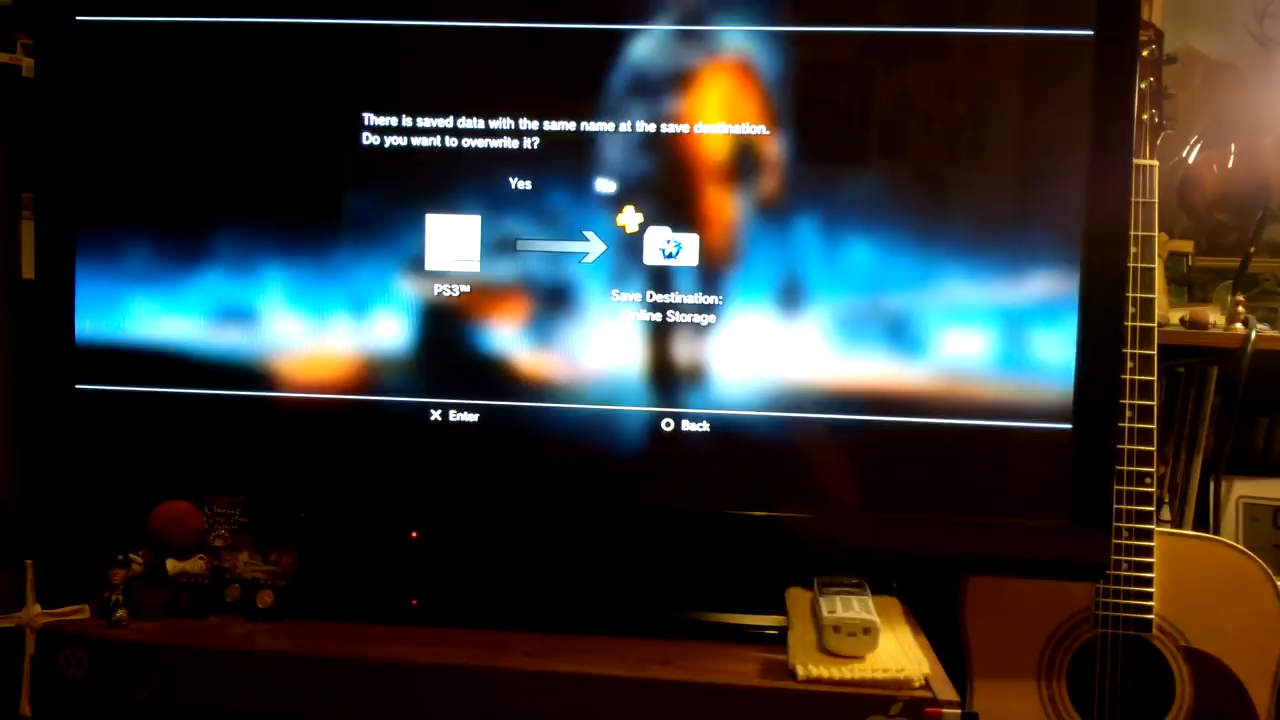 There is saved data with the same name at the save destination.
Do you want to overwrite it?
Yes
No
PS3™
Save Destination:
Online Storage
X Enter
O Back